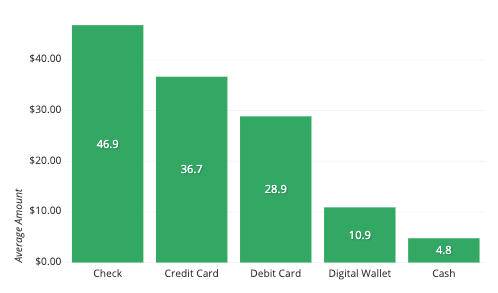 $40.00
$30.00
$20.00
$10.00
$0.00
Average Amount
46.9
36.7
28.9
10.9
4.8
Check
Credit Card
Debit Card
Digital Wallet
Cash